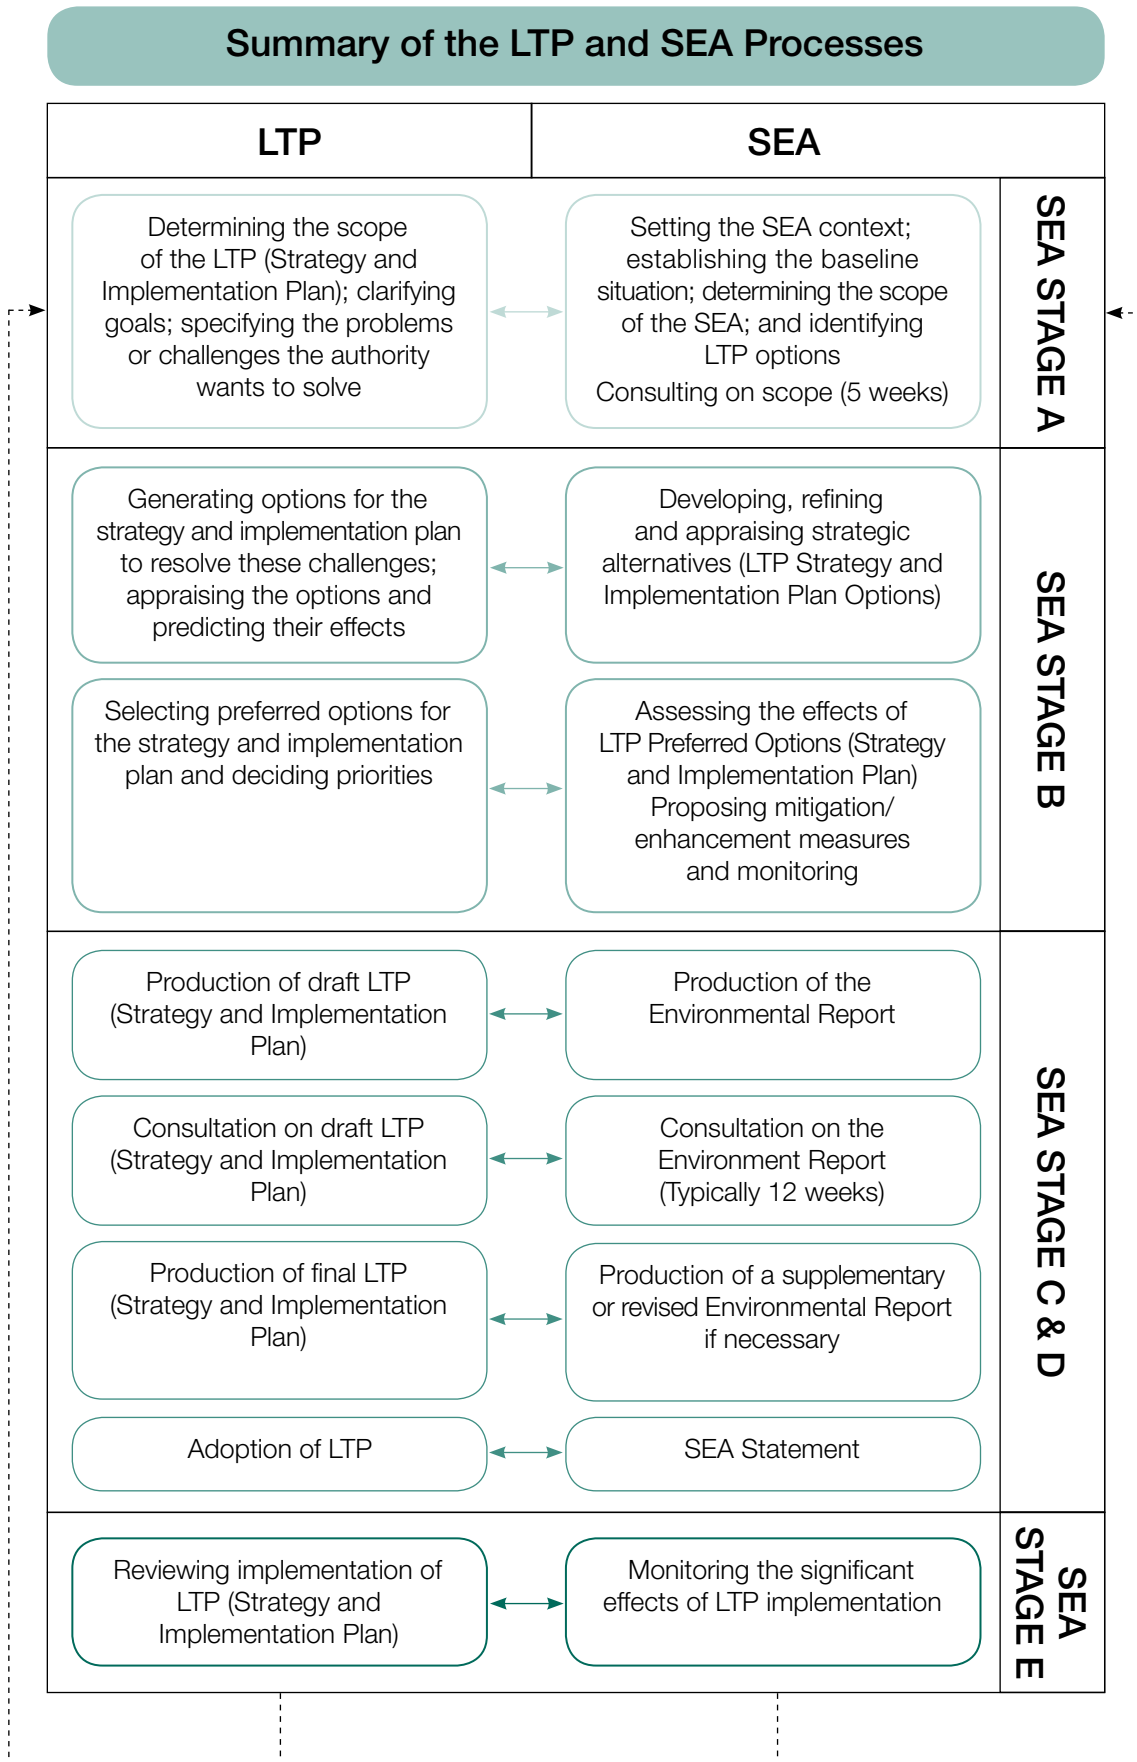 Summary of the LTP and SEA Processes
LTP
SEA
Determining the scope
of the LTP (Strategy and
Implementation Plan); clarifying
goals; specifying the problems
or challenges the authority
wants to solve
Setting the SEA context;
establishing the baseline
situation; determining the scope
of the SEA; and identifying
LTP options
Consulting on scope (5 weeks)
SEA STAGE A
Generating options for the
strategy and implementation plan
to resolve these challenges;
appraising the options and
predicting their effects
Developing, refining
and appraising strategic
alternatives (LTP Strategy and
Implementation Plan Options)
Selecting preferred options for
the strategy and implementation
plan and deciding priorities
Assessing the effects of
LTP Preferred Options (Strategy
and Implementation Plan)
Proposing mitigation/
enhancement measures
and monitoring
SEA STAGE B
Production of draft LTP
(Strategy and Implementation
Plan)
Production of the
Environmental Report
Consultation on draft LTP
(Strategy and Implementation
Plan)
Consultation on the
Environment Report
(Typically 12 weeks)
Production of final LTP
(Strategy and Implementation
Plan)
Production of a supplementary
or revised Environmental Report
if necessary
Adoption of LTP
SEA Statement
SEA STAGE C & D
Reviewing implementation of
LTP (Strategy and
Implementation Plan)
Monitoring the significant
effects of LTP implementation
SEA
STAGE E